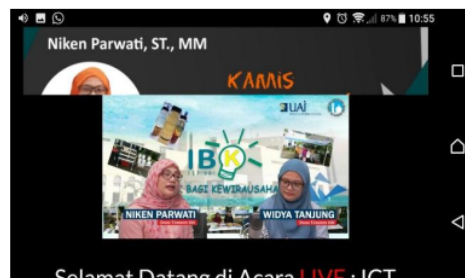 87% 10:55
Niken Parwati, ST., MM
KAMIS
UAI
IBK
BAGI KEWIRAUSAHA
NIKEN PARWATI
WIDYA TANJUNG
Selamat Datang di Acara LIVE : ICT